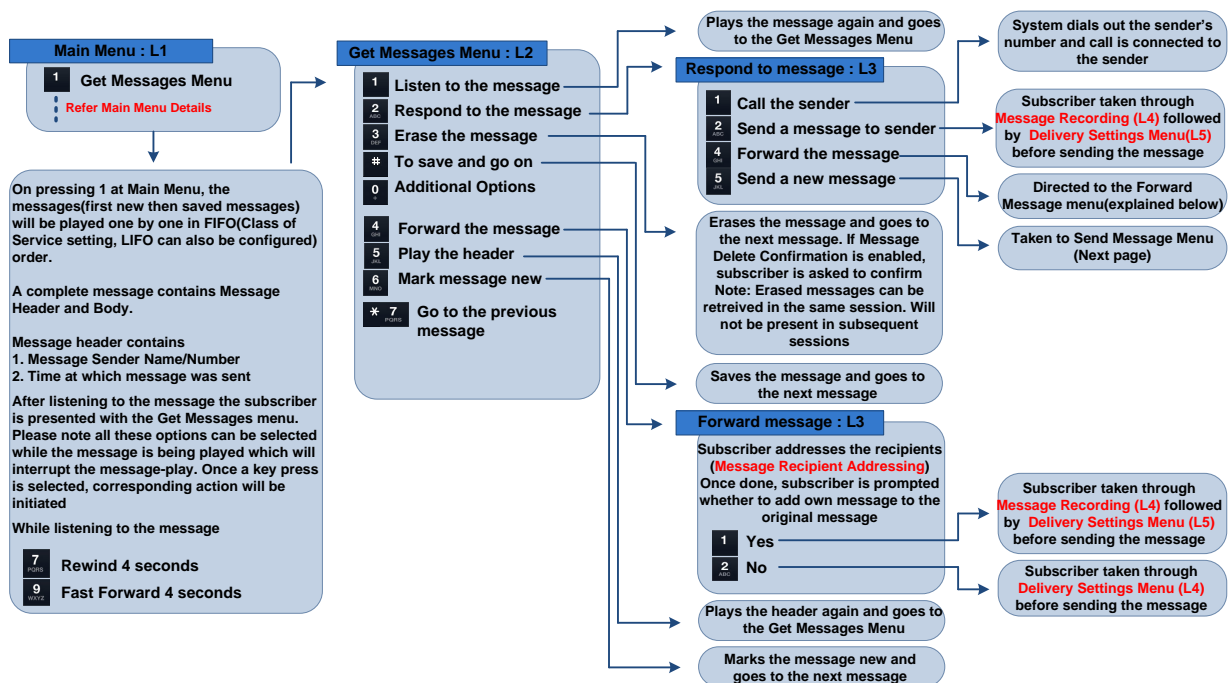 Main Menu : L1
1 Get Messages Menu
Refer Main Menu Details
On pressing 1 at Main Menu, the
messages(first new then saved messages)
will be played one by one in FIFO(Class of
Service setting, LIFO can also be configured)
order.
A complete message contains Message
Header and Body.
Message header contains
1. Message Sender Name/Number
2. Time at which message was sent
After listening to the message the subscriber
is presented with the Get Messages menu.
Please note all these options can be selected
while the message is being played which will
interrupt the message-play. Once a key press
is selected, corresponding action will be
initiated
While listening to the message
7 PQRS Rewind 4 seconds
9 WXYZ Fast Forward 4 seconds
Get Messages Menu : L2
1 Listen to the message
2 ABC Respond to the message
3 DEF Erase the message
# To save and go on
0 + Additional Options
4 GHI Forward the message
5 JKL Play the header
6 MNO Mark message new
* 7 PQRS Go to the previous
message
Plays the message again and goes
to the Get Messages Menu
Respond to message : L3
1 Call the sender
2 ABC Send a message to sender
4 GHI Forward the message
5 JKL Send a new message
Erases the message and goes to
the next message. If Message
Delete Confirmation is enabled,
subscriber is asked to confirm
Note: Erased messages can be
retreived in the same session. Will
not be present in subsequent
sessions
Saves the message and goes to
the next message
Forward message : L3
Subscriber addresses the recipients
(Message Recipient Addressing)
Once done, subscriber is prompted
whether to add own message to the
original message
1 Yes
2 ABC No
Plays the header again and goes to
the Get Messages Menu
Marks the message new and
goes to the next message
System dials out the sender's
number and call is connected to
the sender
Subscriber taken through
Message Recording (L4) followed
by Delivery Settings Menu(L5)
before sending the message
Directed to the Forward
Message menu(explained below)
Taken to Send Message Menu
(Next page)
Subscriber taken through
Message Recording (L4) followed
by Delivery Settings Menu (L5)
before sending the message
Subscriber taken through
Delivery Settings Menu (L4)
before sending the message